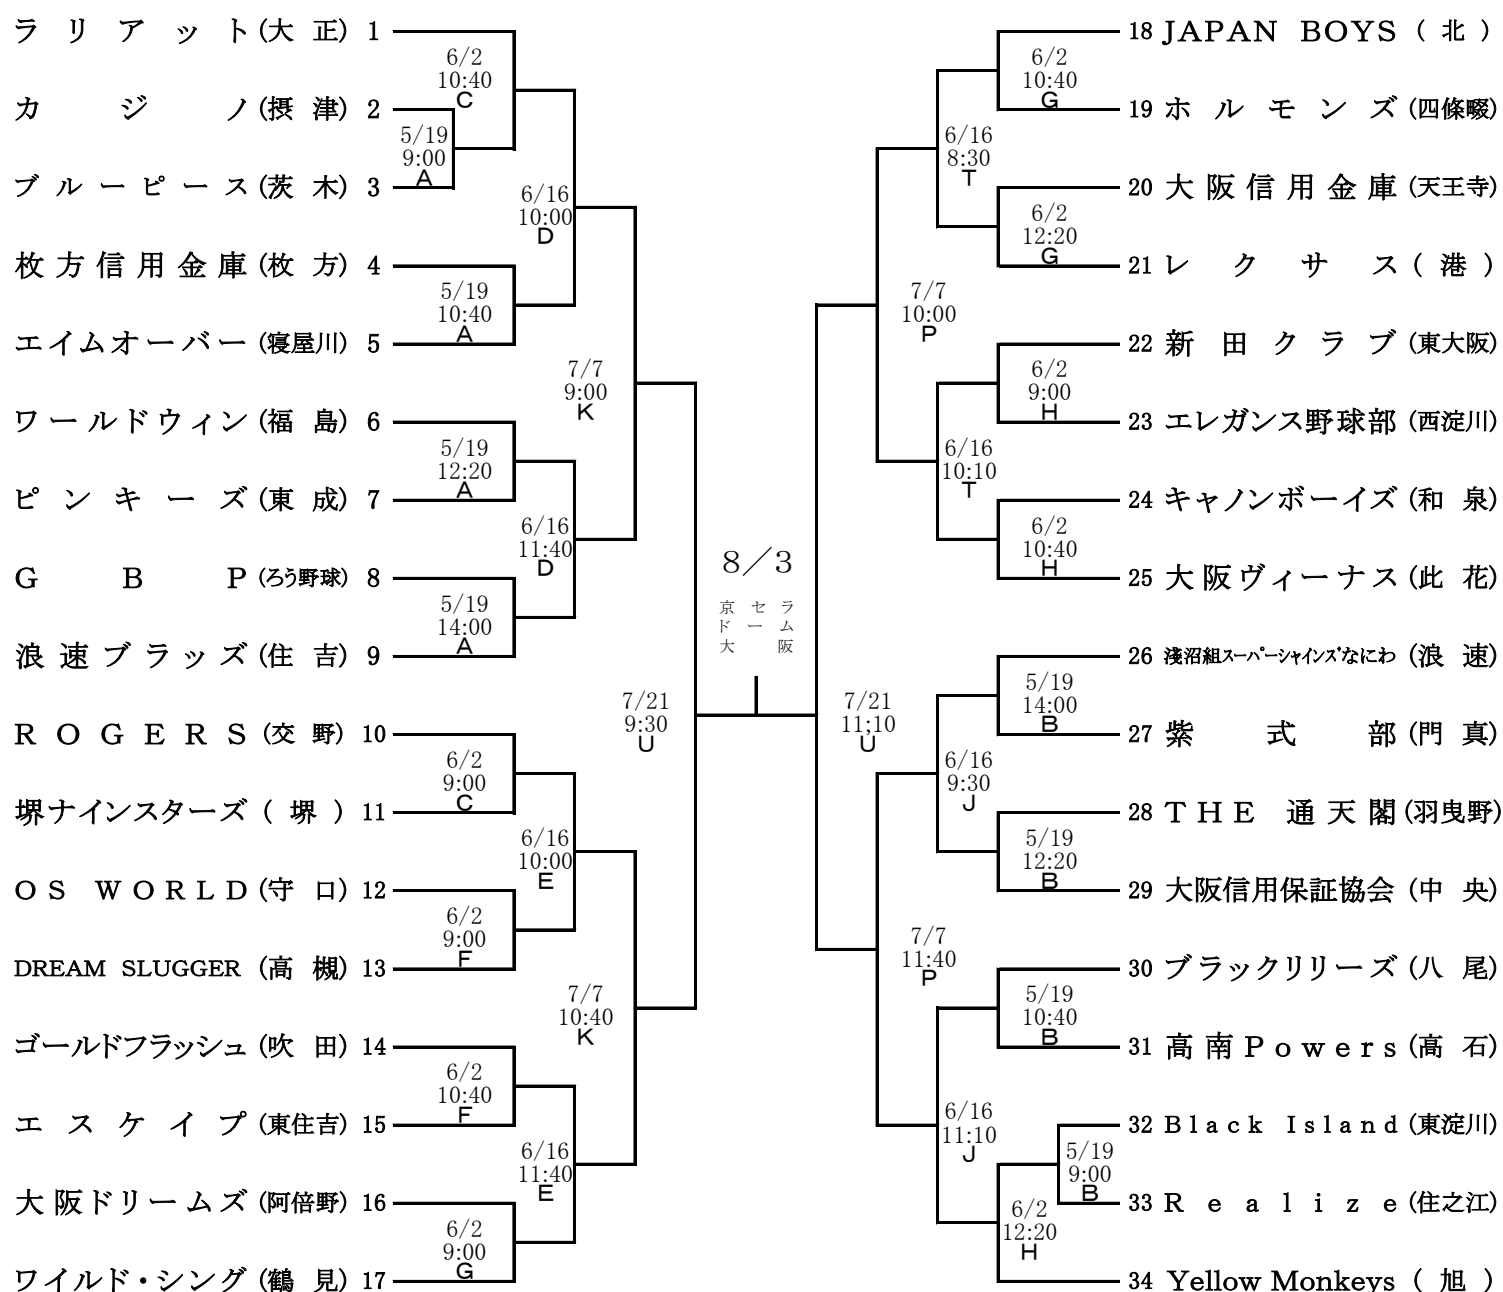 ラリアット(大正) 1
6/2
10:40
C
カジノ(摂津) 2
5/19
9:00
A
ブルーピース(茨木) 3
6/16
10:00
D
枚方信用金庫(枚方) 4
5/19
10:40
A
エイムオーバー(寝屋川) 5
7/7
9:00
K
ワールドウィン(福島) 6
5/19
12:20
A
ピンキーズ(東成) 7
6/16
11:40
D
GBP(ろう野球) 8
5/19
14:00
A
浪速ブラッズ(住吉) 9
7/21
9:30
U
ROGERS(交野) 10
6/2
9:00
C
堺ナインスターズ(堺) 11
6/16
10:00
E
OS WORLD(守口) 12
6/2
9:00
F
DREAM SLUGGER(高槻) 13
7/7
10:40
K
ゴールドフラッシュ(吹田) 14
6/2
10:40
F
エスケイプ(東住吉) 15
6/16
11:40
E
大阪ドリームズ(阿倍野) 16
6/2
9:00
G
ワイルド・シング(鶴見) 17
8/3
京セラ
ドーム
大阪
18 JAPAN BOYS(北)
6/2
10:40
G
19 ホルモンズ(四條畷)
6/16
8:30
T
20 大阪信用金庫(天王寺)
6/2
12:20
G
21 レクサス(港)
7/7
10:00
P
22 新田クラブ(東大阪)
6/2
9:00
H
23 エレガンス野球部(西淀川)
6/16
10:10
T
24 キャノンボーイズ(和泉)
6/2
10:40
H
25 大阪ヴィーナス(此花)
7/21
11;10
U
26 淺沼組スーパーシャインズなにわ(浪速)
5/19
14:00
B
27 紫式部(門真)
6/16
9:30
J
28 THE 通天閣(羽曳野)
5/19
12:20
B
29 大阪信用保証協会(中央)
7/7
11:40
P
30 ブラックリリーズ(八尾)
5/19
10:40
B
31 高南Powers(高石)
6/16
11:10
J
32 Black Island(東淀川)
5/19
9:00
B
33 Realize(住之江)
6/2
12:20
H
34 Yellow Monkeys(旭)